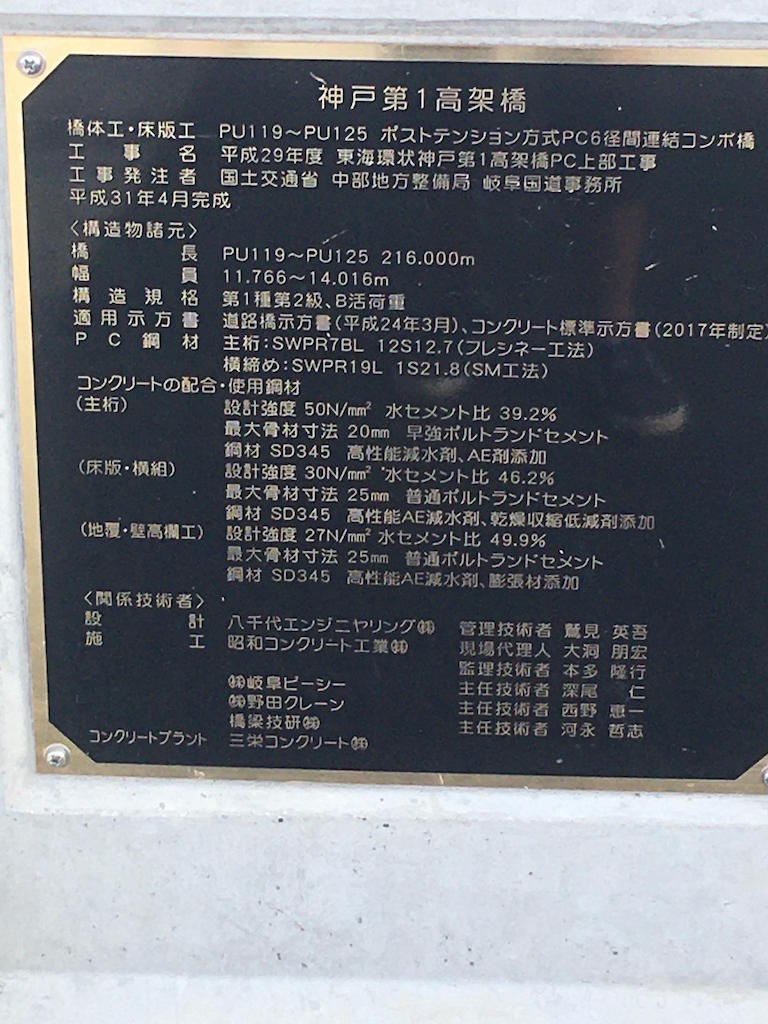 神戸第1高架橋
橋体工・床版工 PU119～PU125 ポストテンション方式PC6径間連結コンポ橋
工事名 平成29年度 東海環状神戸第1高架橋PC上部工事
工事発注者 国土交通省 中部地方整備局 岐阜国道事務所
平成31年4月完成
〈構造物諸元〉
橋長 PU119～PU125 216.000m
幅員 11.766～14.016m
構造規格 第1種第2級、B活荷重
適用示方書 道路橋示方書(平成24年3月)、コンクリート標準示方書(2017年制定)
PC鋼材 主桁:SWPR7BL 12S12.7(フレシネー工法)
横締め:SWPR19L 1S21.8(SM工法)
コンクリートの配合・使用鋼材
(主桁) 設計強度 50N/mm² 水セメント比 39.2%
最大骨材寸法 20mm 早強ポルトランドセメント
鋼材 SD345 高性能減水剤、AE剤添加
(床版・横組) 設計強度 30N/mm² 水セメント比 46.2%
最大骨材寸法 25mm 普通ポルトランドセメント
鋼材 SD345 高性能AE減水剤、乾燥収縮低減剤添加
(地覆・壁高欄工) 設計強度 27N/mm² 水セメント比 49.9%
最大骨材寸法 25mm 普通ポルトランドセメント
鋼材 SD345 高性能AE減水剤、膨張材添加
〈関係技術者〉
設計 八千代エンジニヤリング㈱ 管理技術者 鷲見 英吾
施工 昭和コンクリート工業㈱ 現場代理人 大洞 朋宏
監理技術者 本多 隆行
㈱岐阜ピーシー 主任技術者 深尾 仁
㈱野田クレーン 主任技術者 西野 恵一
橋梁技研㈱ 主任技術者 河永 哲志
コンクリートプラント 三栄コンクリート㈱